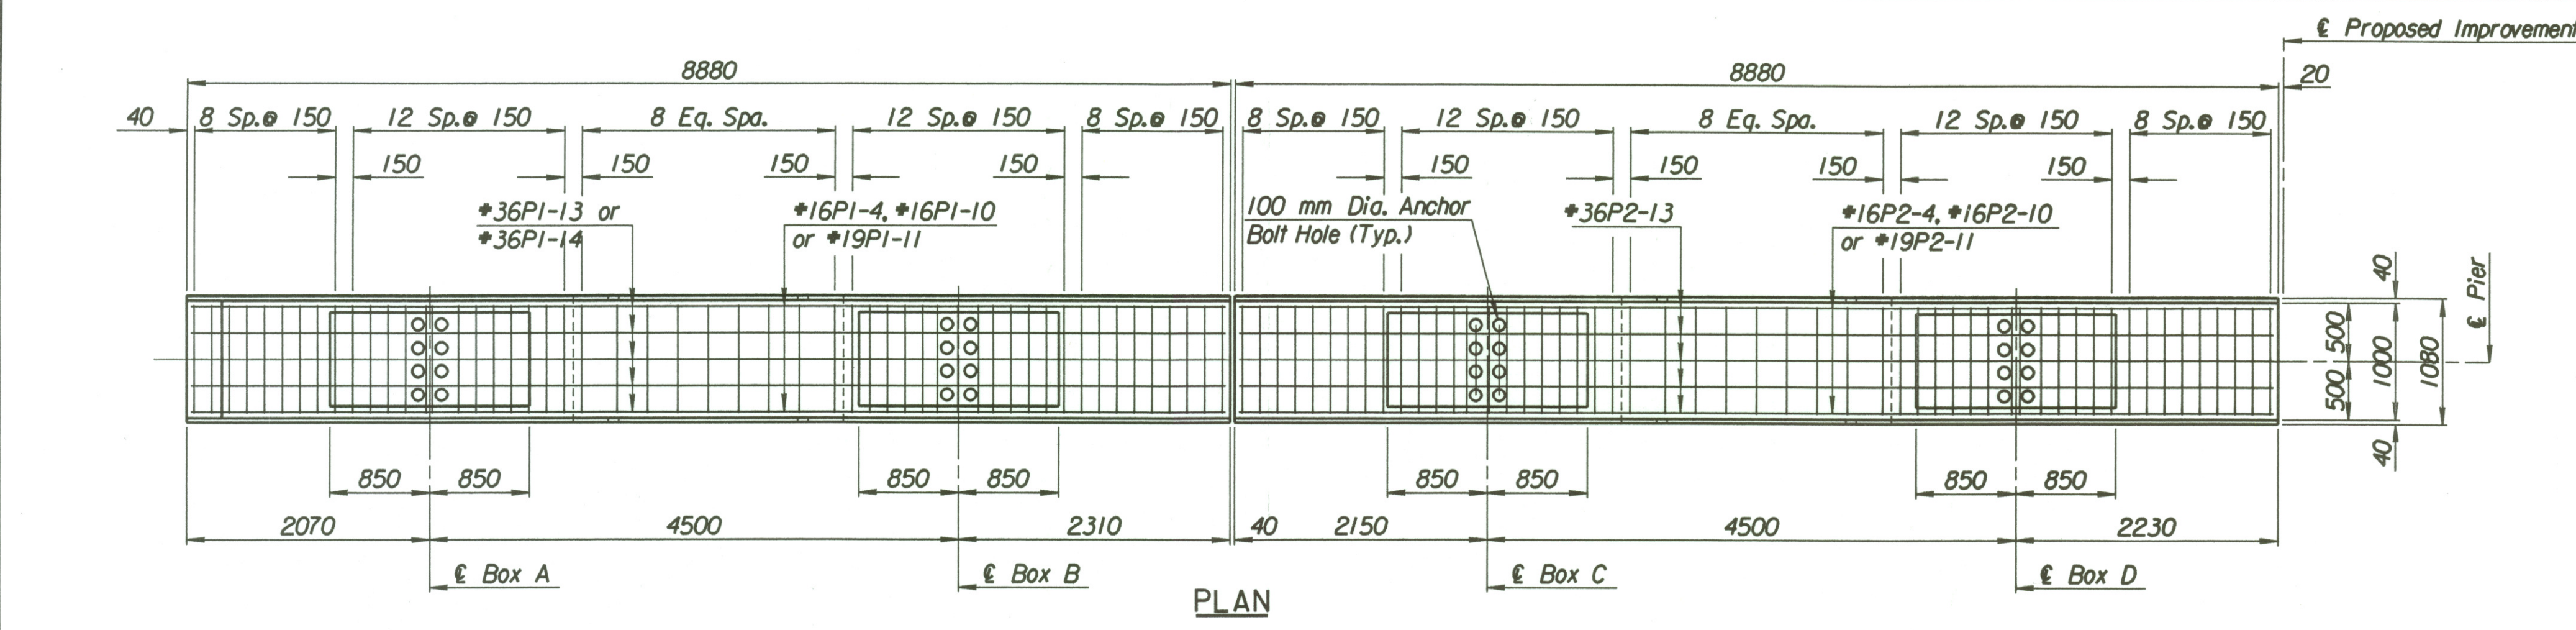 ℄ Proposed Improvement
8880
8880
20
40
8 Sp.@ 150
12 Sp.@ 150
8 Eq. Spa.
12 Sp.@ 150
8 Sp.@ 150
8 Sp.@ 150
12 Sp.@ 150
8 Eq. Spa.
12 Sp.@ 150
8 Sp.@ 150
150
150
150
150
150
150
150
150
#36P1-13 or
#36P1-14
#16P1-4, #16P1-10
or #19P1-11
100 mm Dia. Anchor
Bolt Hole (Typ.)
#36P2-13
#16P2-4, #16P2-10
or #19P2-11
40
500
500
1000
1080
40
℄ Pier
850
850
850
850
850
850
850
850
2070
4500
2310
40
2150
4500
2230
℄ Box A
℄ Box B
℄ Box C
℄ Box D
PLAN